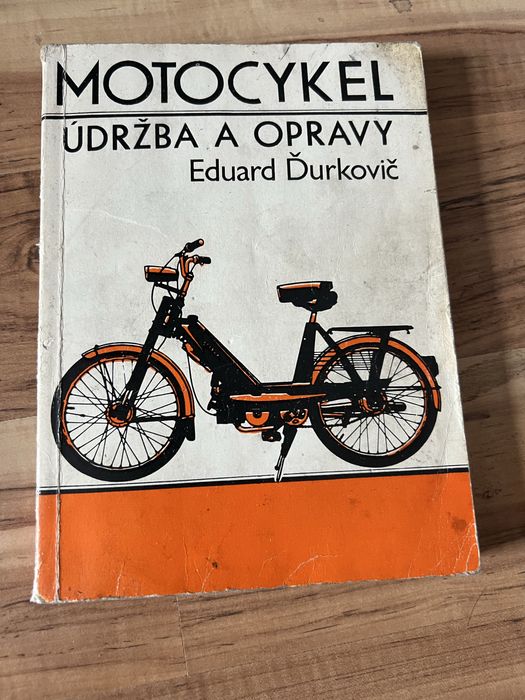 MOTOCYKEL
ÚDRŽBA A OPRAVY
Eduard Ďurkovič